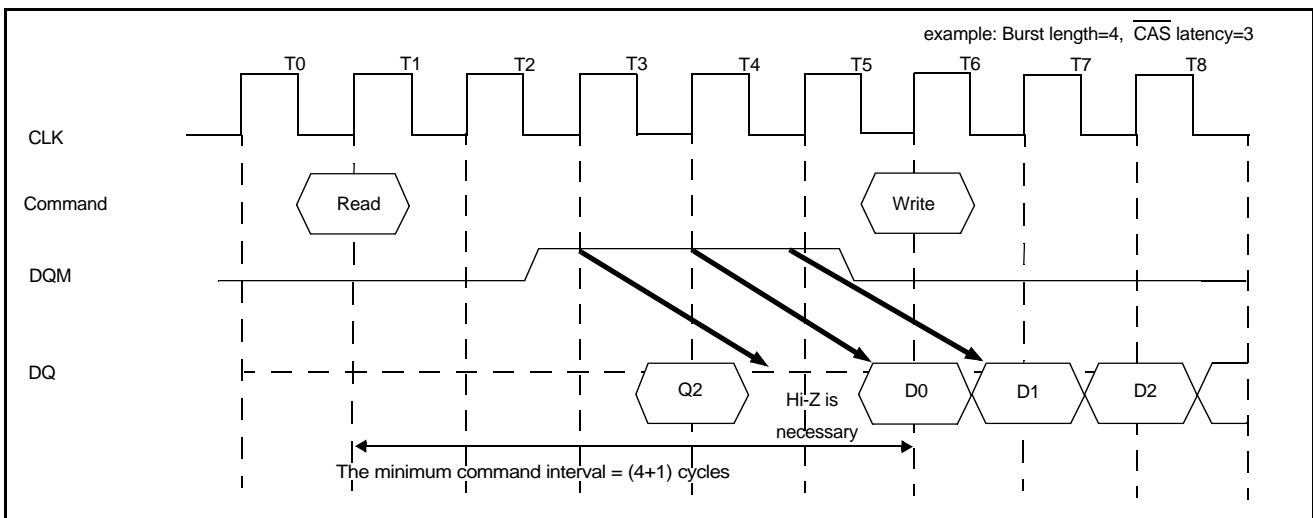 example: Burst length=4, CAS latency=3
T0 T1 T2 T3 T4 T5 T6 T7 T8
CLK
Command Read Write
DQM
DQ Q2 D0 D1 D2
Hi-Z is
necessary
The minimum command interval = (4+1) cycles